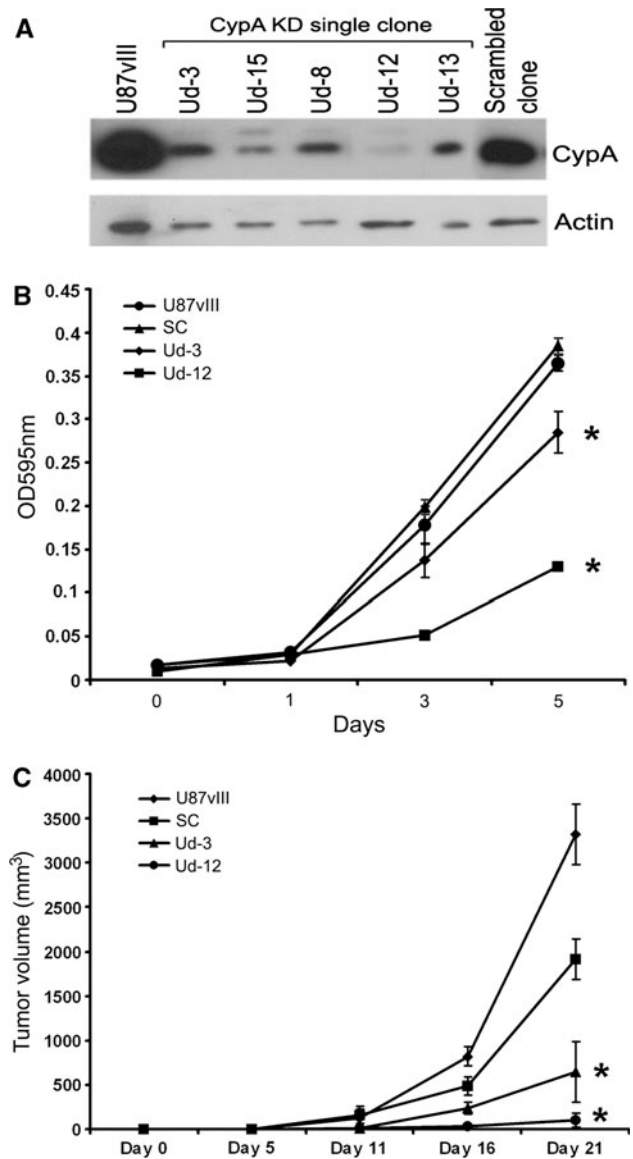 A
CypA KD single clone
U87vIII
Ud-3
Ud-15
Ud-8
Ud-12
Ud-13
Scrambled
clone
CypA
Actin
B
0.45
0.4
0.35
0.3
0.25
0.2
0.15
0.1
0.05
0
OD595nm
U87vIII
SC
Ud-3
Ud-12
*
*
0 1 3 5
Days
C
4000
3500
3000
2500
2000
1500
1000
500
0
Tumor volume (mm³)
U87vIII
SC
Ud-3
Ud-12
*
*
Day 0 Day 5 Day 11 Day 16 Day 21